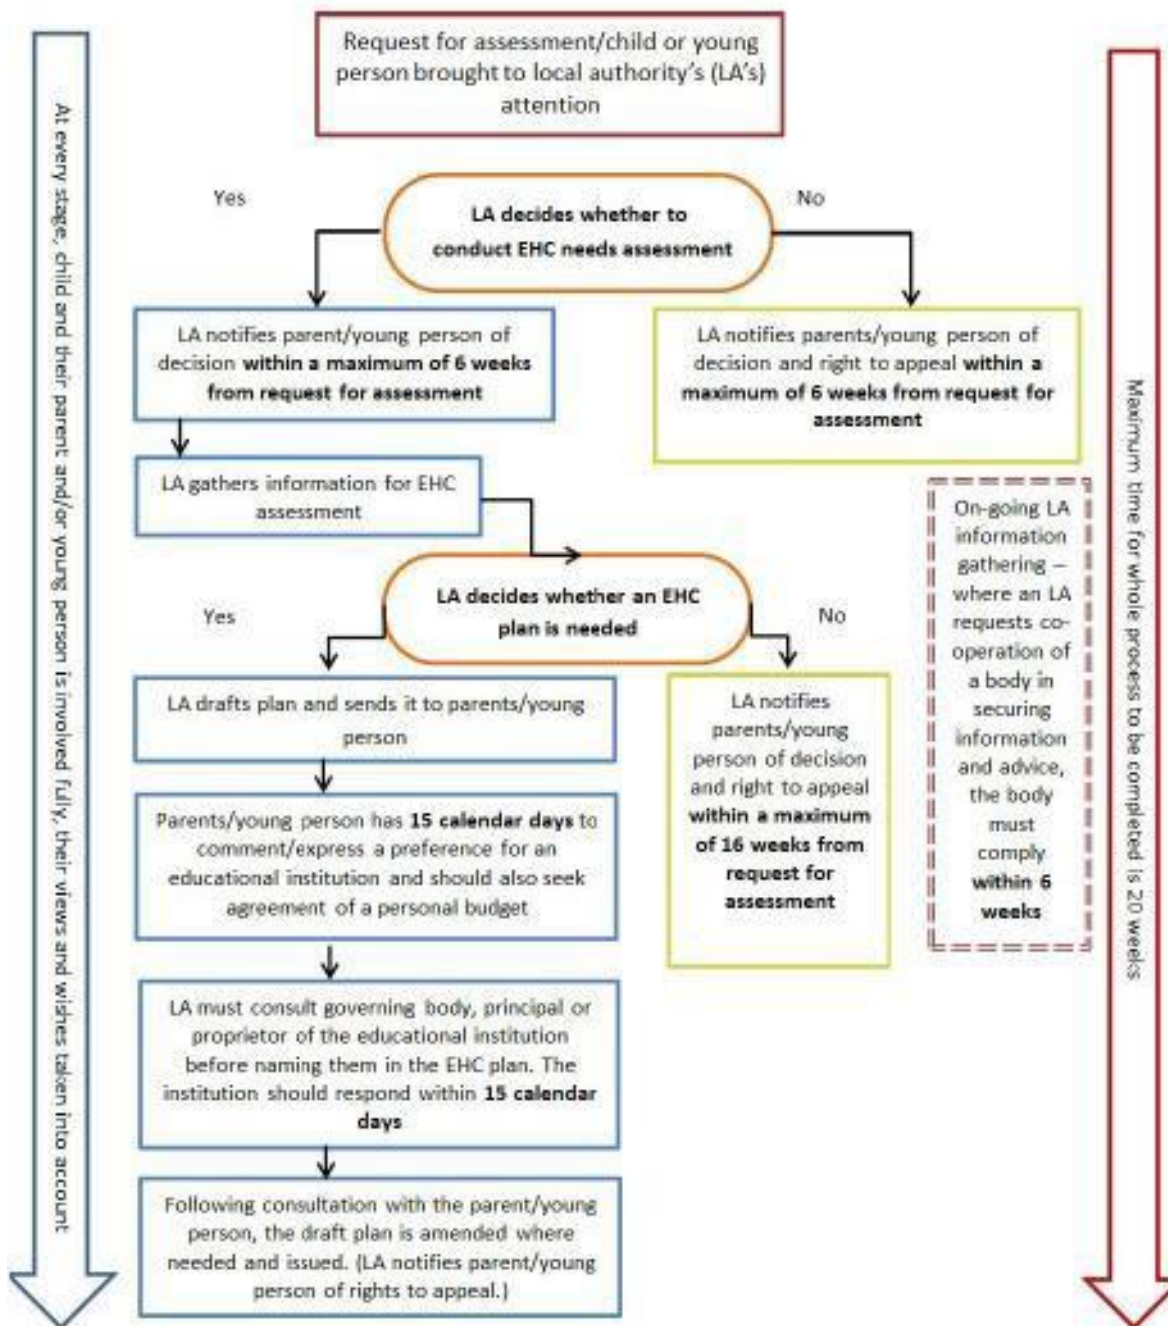 Request for assessment/child or young
person brought to local authority's (LA's)
attention
Yes
No
LA decides whether to
conduct EHC needs assessment
LA notifies parent/young person of
decision within a maximum of 6 weeks
from request for assessment
LA notifies parents/young person of
decision and right to appeal within a
maximum of 6 weeks from request for
assessment
LA gathers information for EHC
assessment
On-going LA
information
gathering –
where an LA
requests co-
operation of
a body in
securing
information
and advice,
the body
must
comply
within 6
weeks
Yes
No
LA decides whether an EHC
plan is needed
LA drafts plan and sends it to parents/young
person
LA notifies
parents/young
person of decision
and right to appeal
within a maximum
of 16 weeks from
request for
assessment
Parents/young person has 15 calendar days to
comment/express a preference for an
educational institution and should also seek
agreement of a personal budget
LA must consult governing body, principal or
proprietor of the educational institution
before naming them in the EHC plan. The
institution should respond within 15 calendar
days
Following consultation with the parent/young
person, the draft plan is amended where
needed and issued. (LA notifies parent/young
person of rights to appeal.)
At every stage, child and their parent and/or young person is involved fully, their views and wishes taken into account
Maximum time for whole process to be completed is 20 weeks